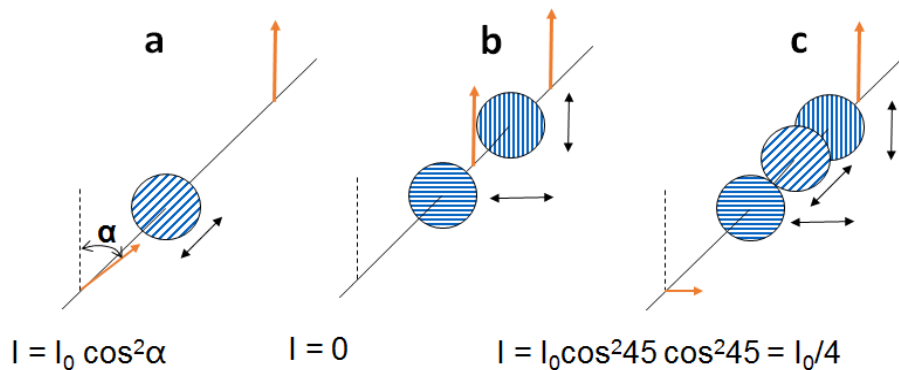 a
b
c
α
I = I₀ cos²α
I = 0
I = I₀cos²45 cos²45 = I₀/4